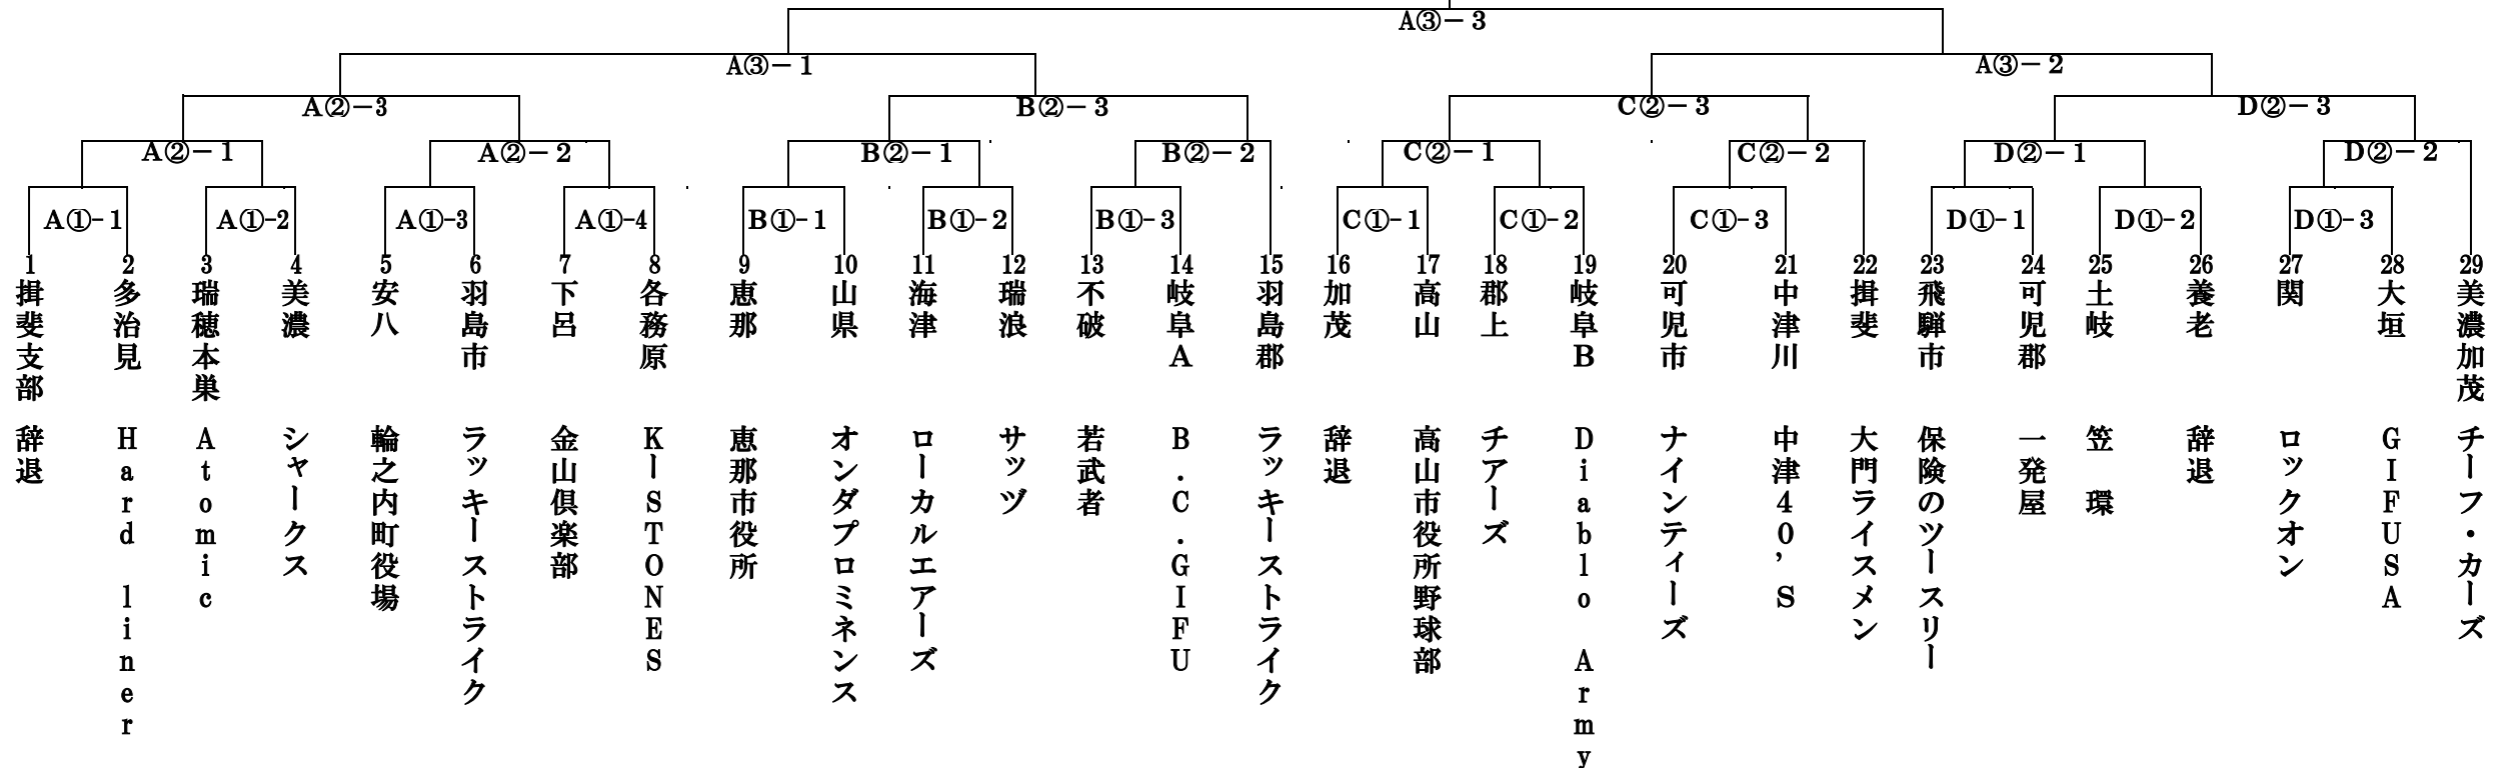 A③－3
A③－1
A③－2
A②－3
B②－3
C②－3
D②－3
A②－1
A②－2
B②－1
B②－2
C②－1
C②－2
D②－1
D②－2
A①-1
A①-2
A①-3
A①-4
B①-1
B①-2
B①-3
C①-1
C①-2
C①-3
D①-1
D①-2
D①-3
1 揖斐支部 辞退
2 多治見 Hard liner
3 瑞穂本巣 Atomic
4 美濃 シャークス
5 安八 輪之内町役場
6 羽島市 ラッキーストライク
7 下呂 金山倶楽部
8 各務原 KーSTONES
9 恵那 恵那市役所
10 山県 オンダプロミネンス
11 海津 ローカルエアーズ
12 瑞浪 サッヅ
13 不破 若武者
14 岐阜A B.C.GIFU
15 羽島郡 ラッキーストライク
16 加茂 辞退
17 高山 高山市役所野球部
18 郡上 チアーズ
19 岐阜B Diablo Army
20 可児市 ナインティーズ
21 中津川 中津40’S
22 揖斐 大門ライスメン
23 飛騨市 保険のツースリー
24 可児郡 一発屋
25 土岐 笠 環
26 養老 辞退
27 関 ロックオン
28 大垣 GIFUSA
29 美濃加茂 チーフ・カーズ